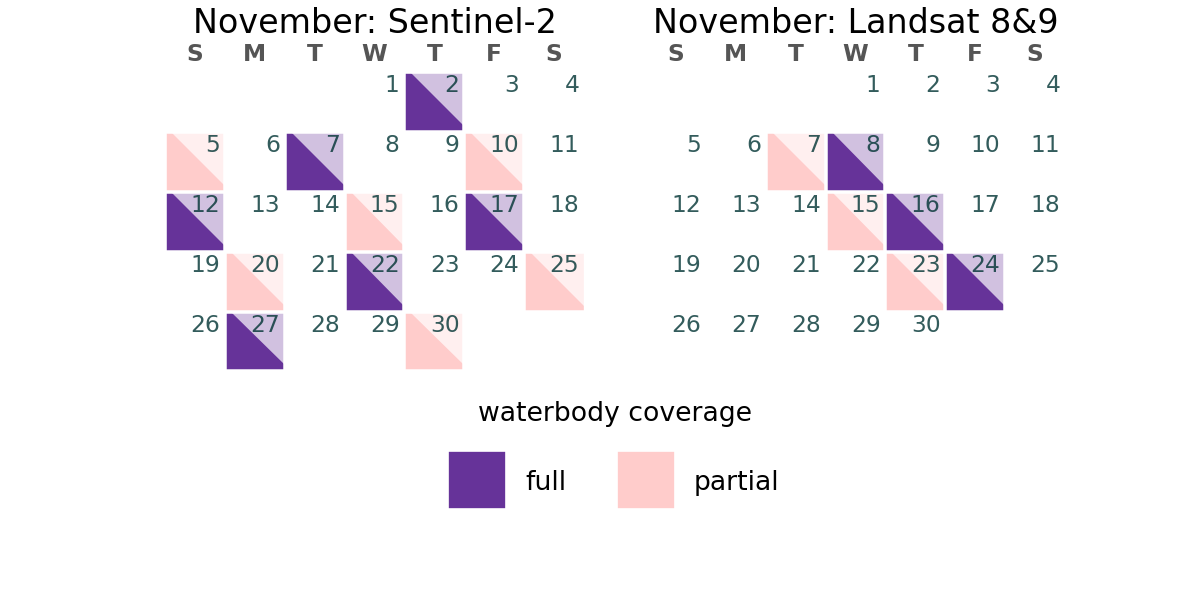 November: Sentinel-2
S M T W T F S
1 2 3 4
5 6 7 8 9 10 11
12 13 14 15 16 17 18
19 20 21 22 23 24 25
26 27 28 29 30
November: Landsat 8&9
S M T W T F S
1 2 3 4
5 6 7 8 9 10 11
12 13 14 15 16 17 18
19 20 21 22 23 24 25
26 27 28 29 30
waterbody coverage
full
partial